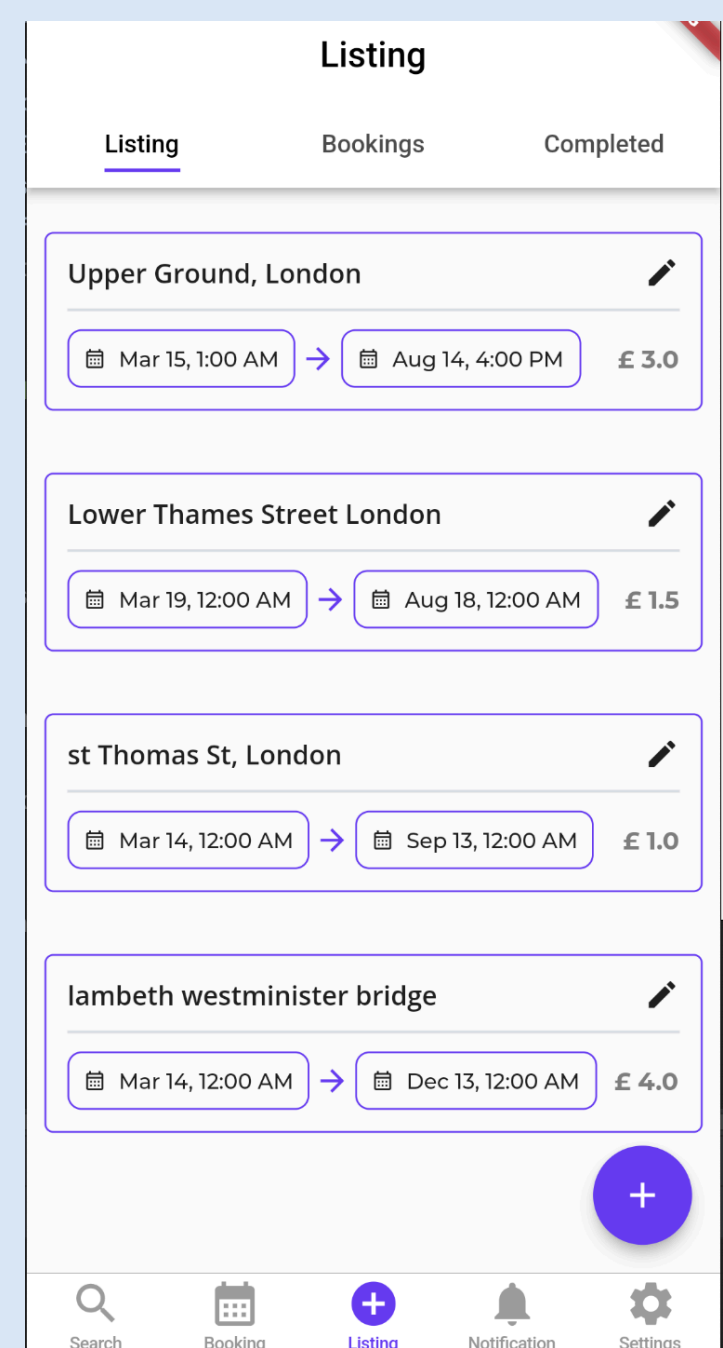 Listing
Listing Bookings Completed
Upper Ground, London
Mar 15, 1:00 AM → Aug 14, 4:00 PM £ 3.0
Lower Thames Street London
Mar 19, 12:00 AM → Aug 18, 12:00 AM £ 1.5
st Thomas St, London
Mar 14, 12:00 AM → Sep 13, 12:00 AM £ 1.0
lambeth westminister bridge
Mar 14, 12:00 AM → Dec 13, 12:00 AM £ 4.0
Search Booking Listing Notification Settings